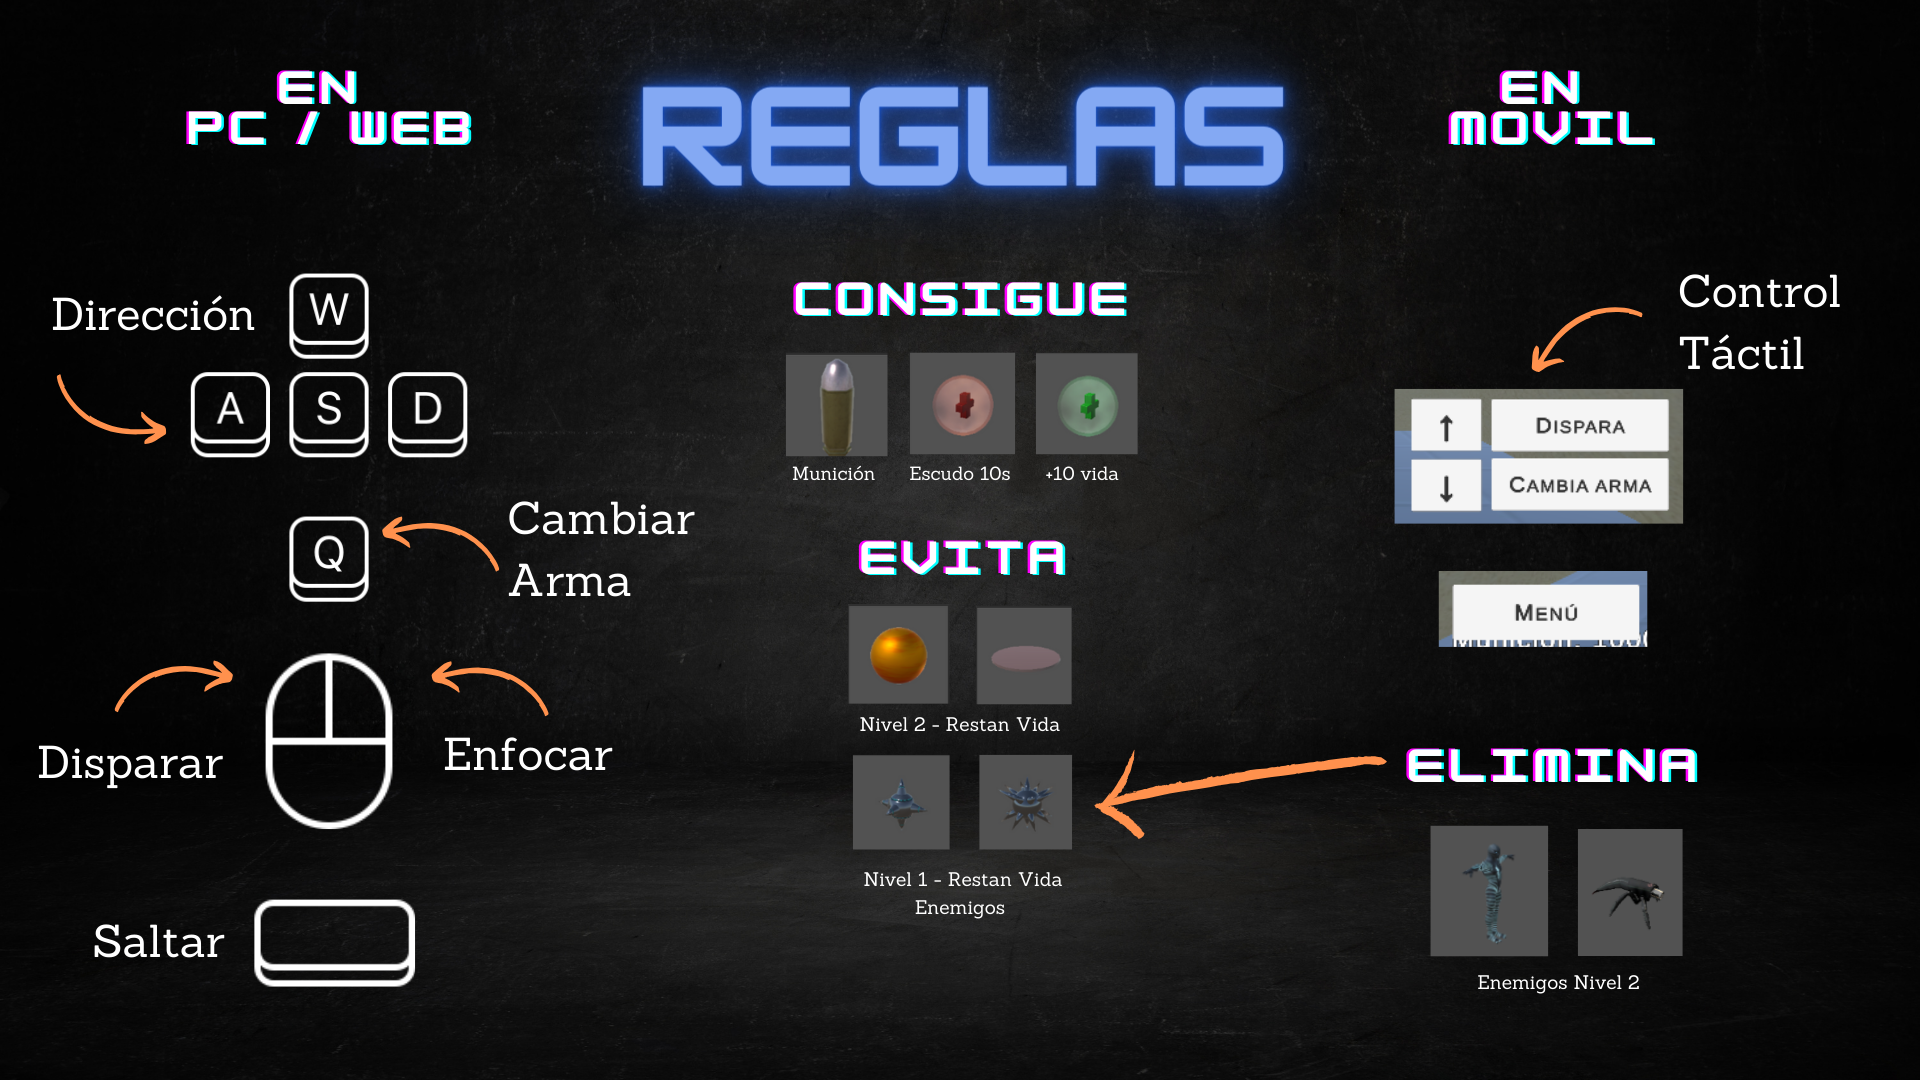 EN
PC / WEB
REGLAS
EN
MOVIL
Dirección
W
A S D
Q
Cambiar
Arma
Disparar
Enfocar
Saltar
CONSIGUE
Munición
Escudo 10s
+10 vida
EVITA
Nivel 2 - Restan Vida
Nivel 1 - Restan Vida
Enemigos
Control
Táctil
↑ DISPARA
↓ CAMBIA ARMA
MENÚ
ELIMINA
Enemigos Nivel 2